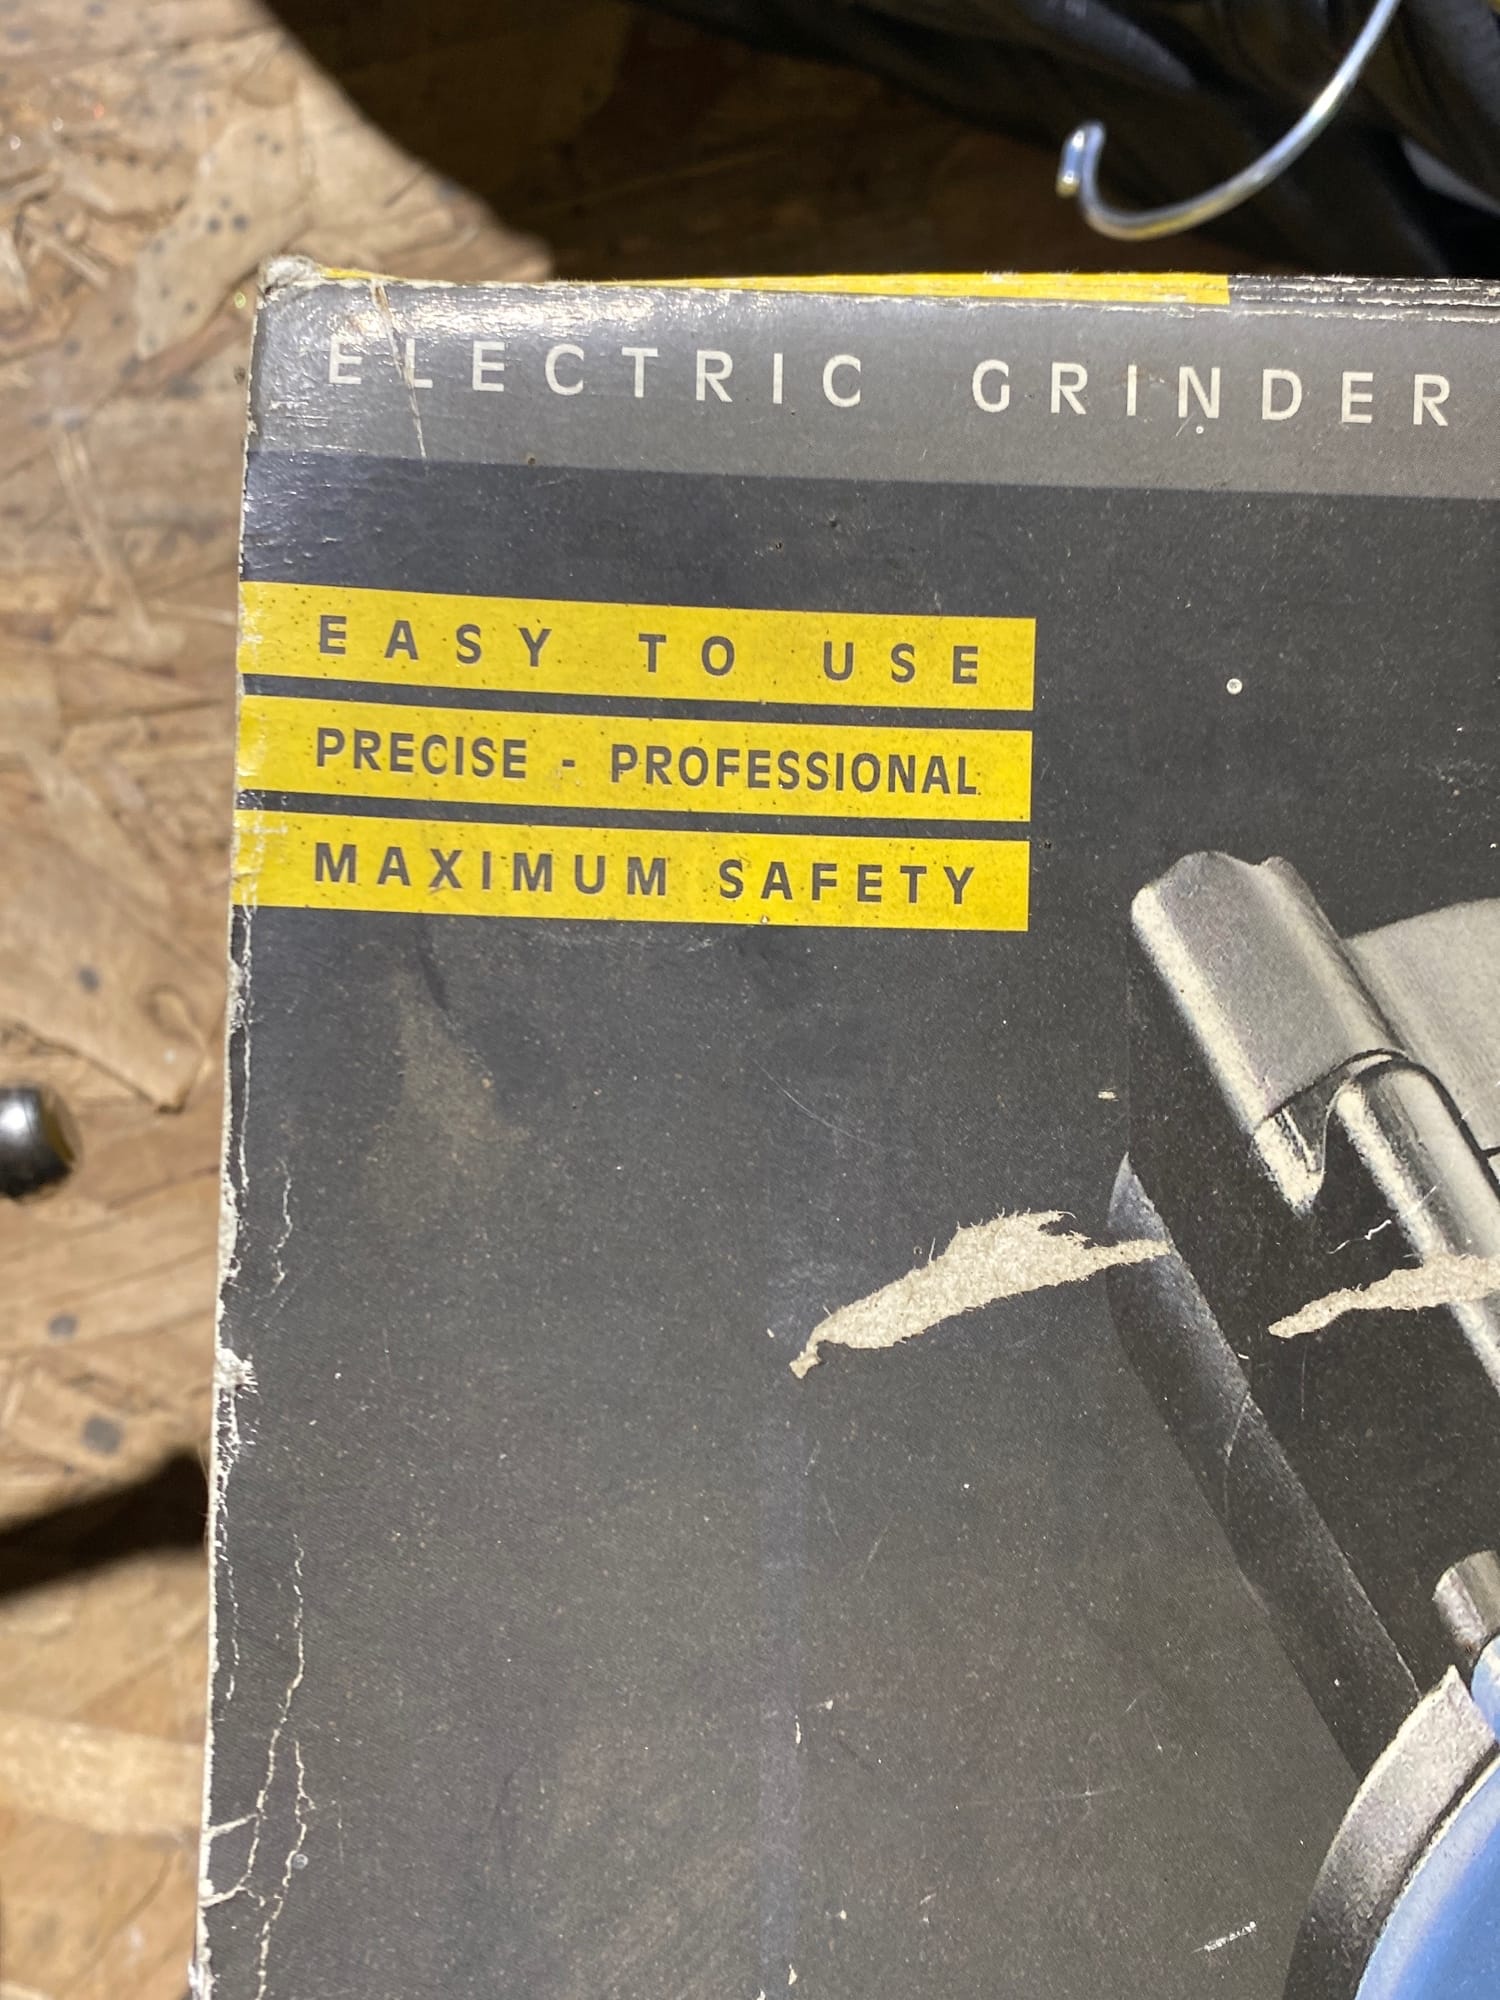 ELECTRIC GRINDER
EASY TO USE
PRECISE - PROFESSIONAL
MAXIMUM SAFETY